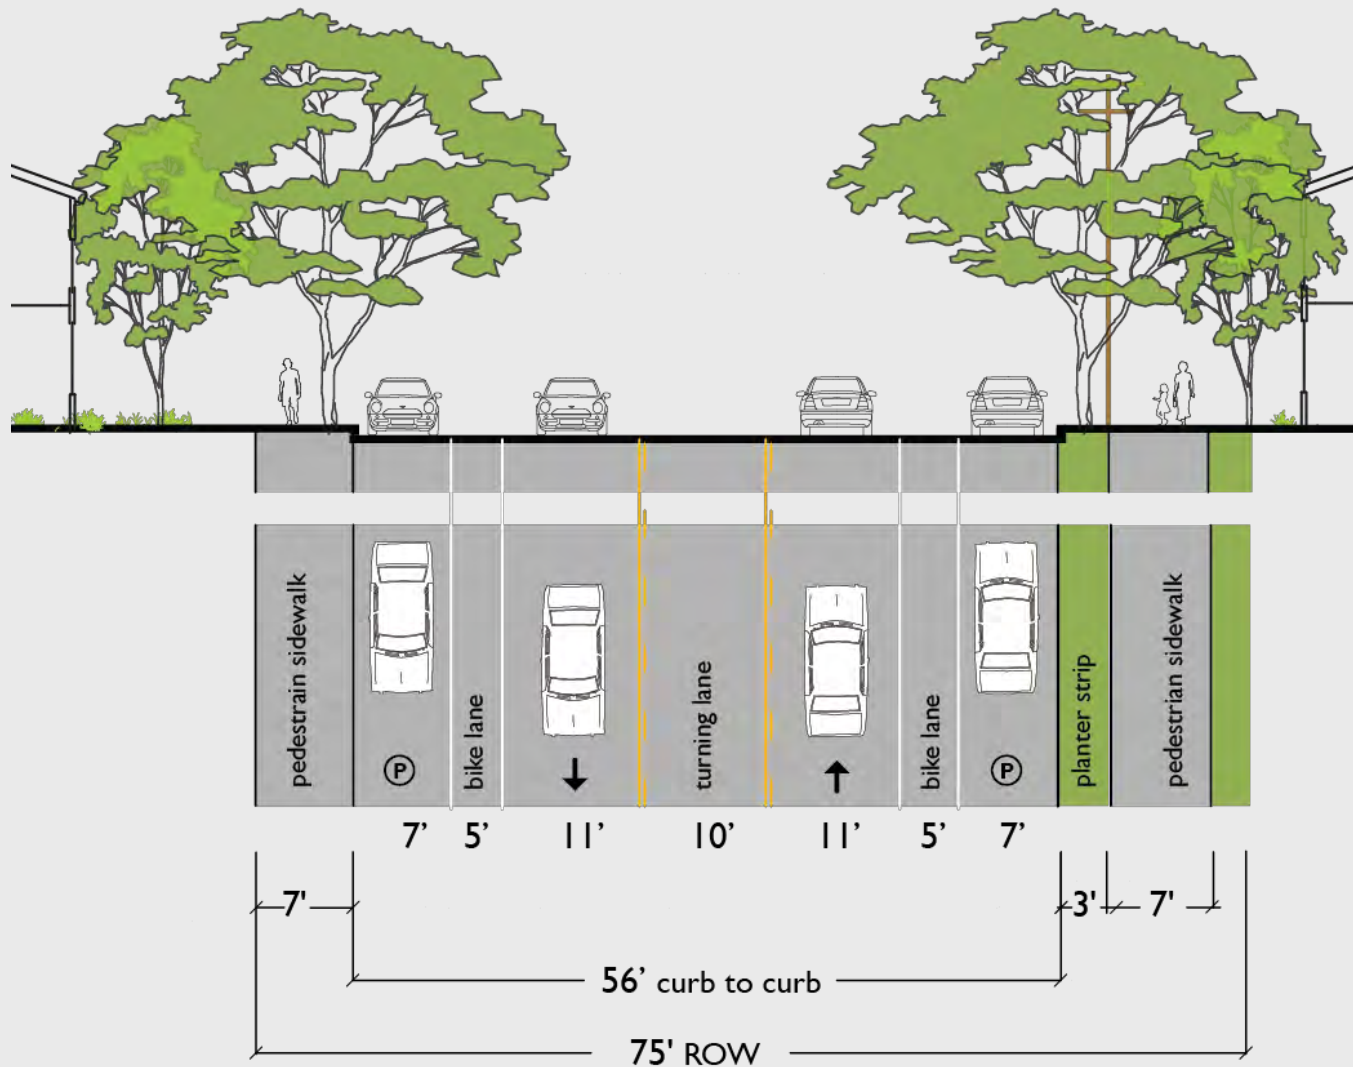 pedestrain sidewalk
P
bike lane
turning lane
bike lane
P
planter strip
pedestrian sidewalk
7’ 5’ 11’ 10’ 11’ 5’ 7’
7' 3' 7'
56’ curb to curb
75' ROW